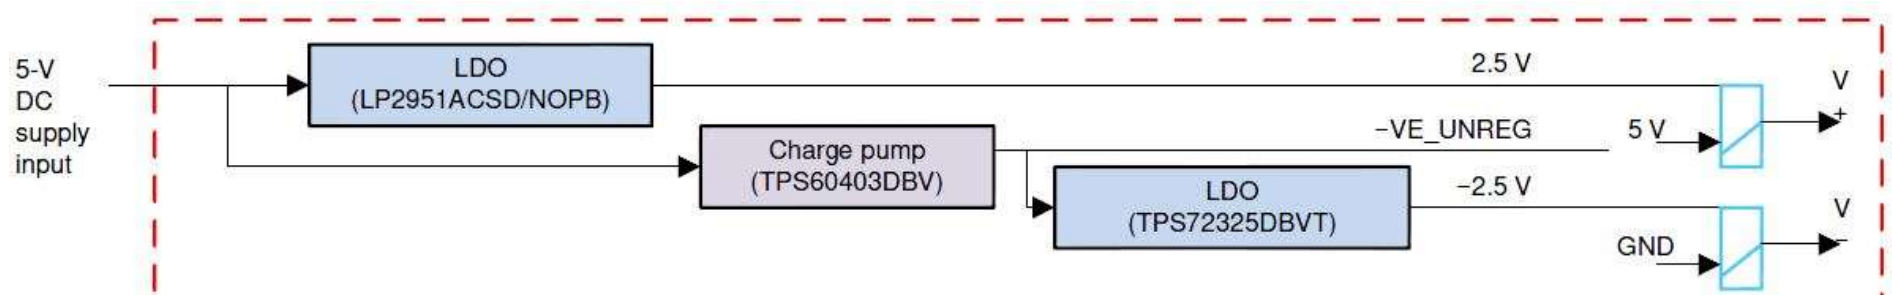 5-V
DC
supply
input
LDO
(LP2951ACSD/NOPB)
2.5 V
Charge pump
(TPS60403DBV)
−VE_UNREG
5 V
V
+
LDO
(TPS72325DBVT)
−2.5 V
GND
V
−